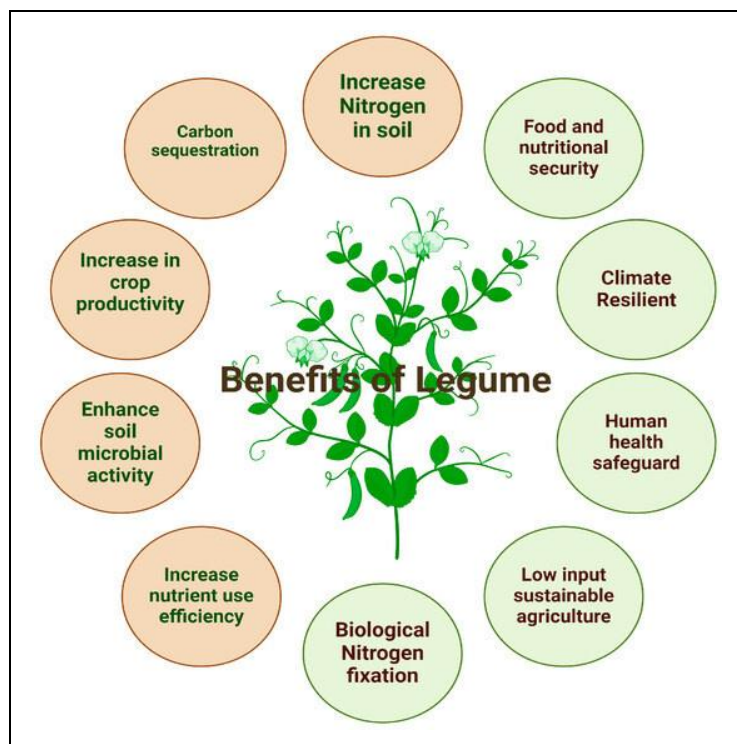 Increase
Nitrogen
in soil
Food and
nutritional
security
Climate
Resilient
Human
health
safeguard
Low input
sustainable
agriculture
Biological
Nitrogen
fixation
Increase
nutrient use
efficiency
Enhance
soil
microbial
activity
Increase in
crop
productivity
Carbon
sequestration
Benefits of Legume